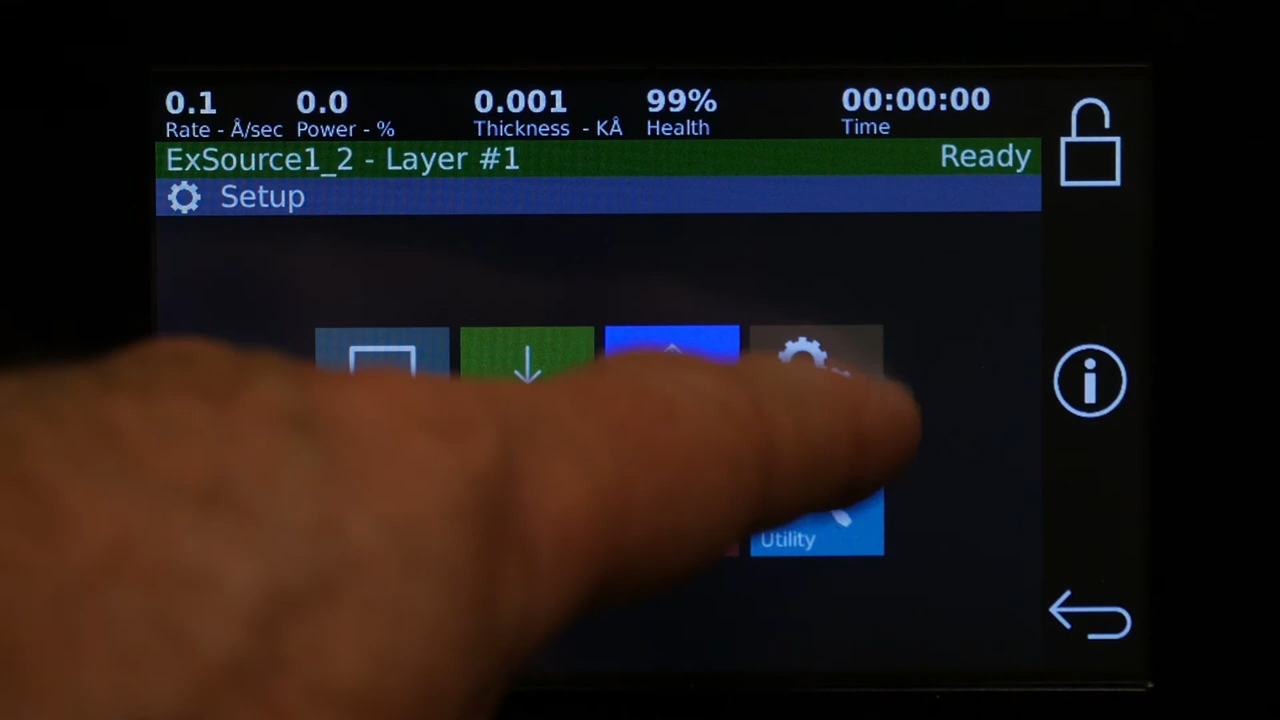 0.1 0.0 0.001 99% 00:00:00
Rate - Å/sec Power - % Thickness - KÅ Health Time
ExSource1_2 - Layer #1 Ready
Setup
Utility